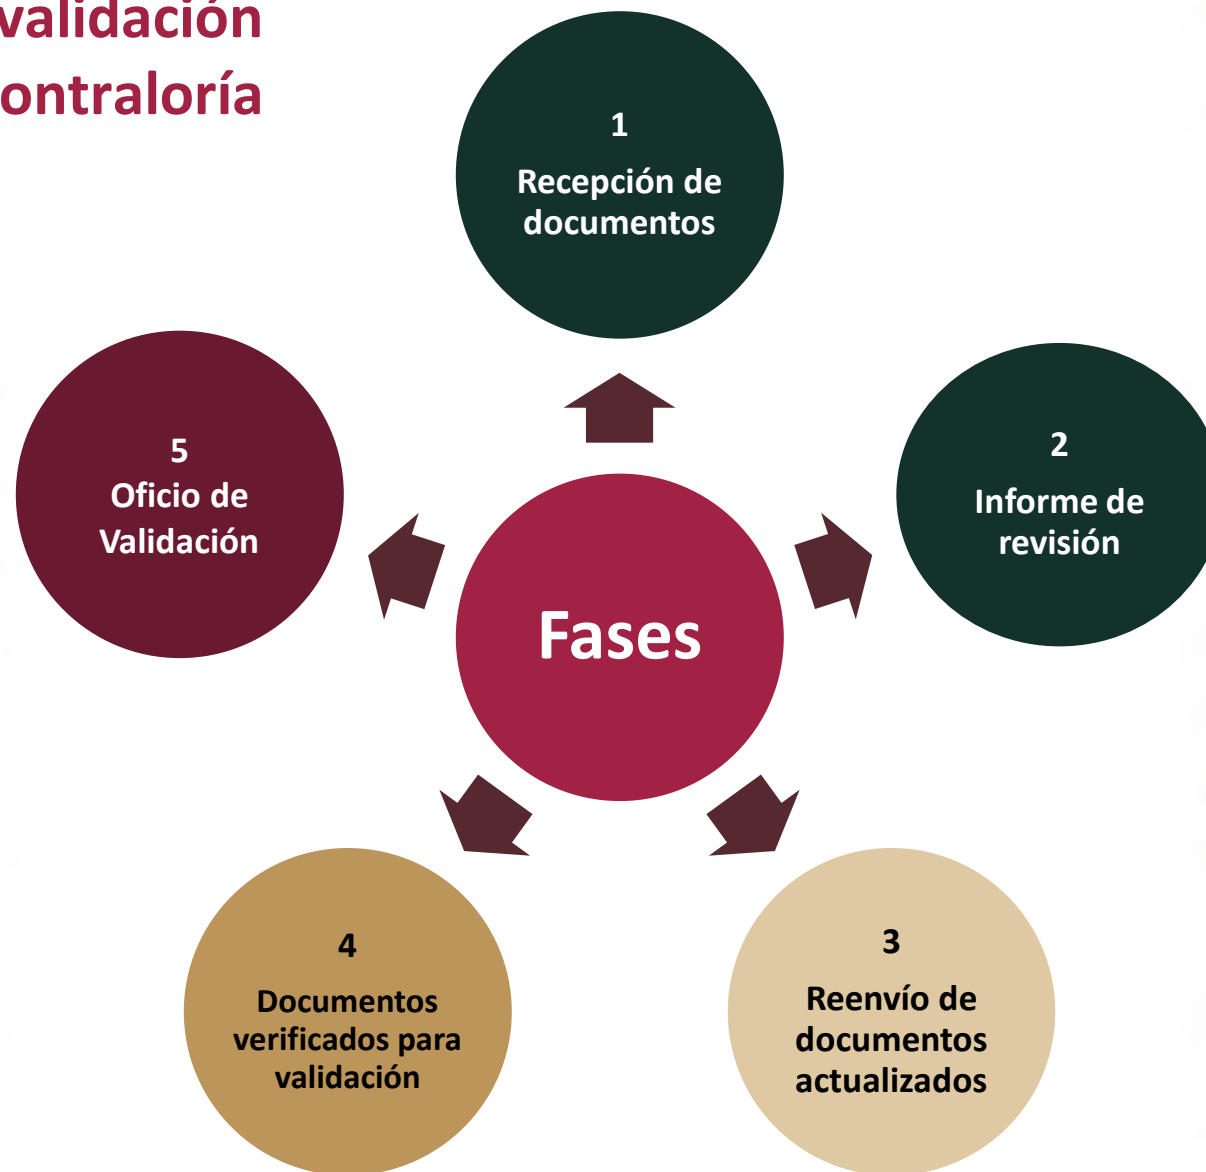 validación
ontraloría
1
Recepción de
documentos
2
Informe de
revisión
3
Reenvío de
documentos
actualizados
4
Documentos
verificados para
validación
5
Oficio de
Validación
Fases